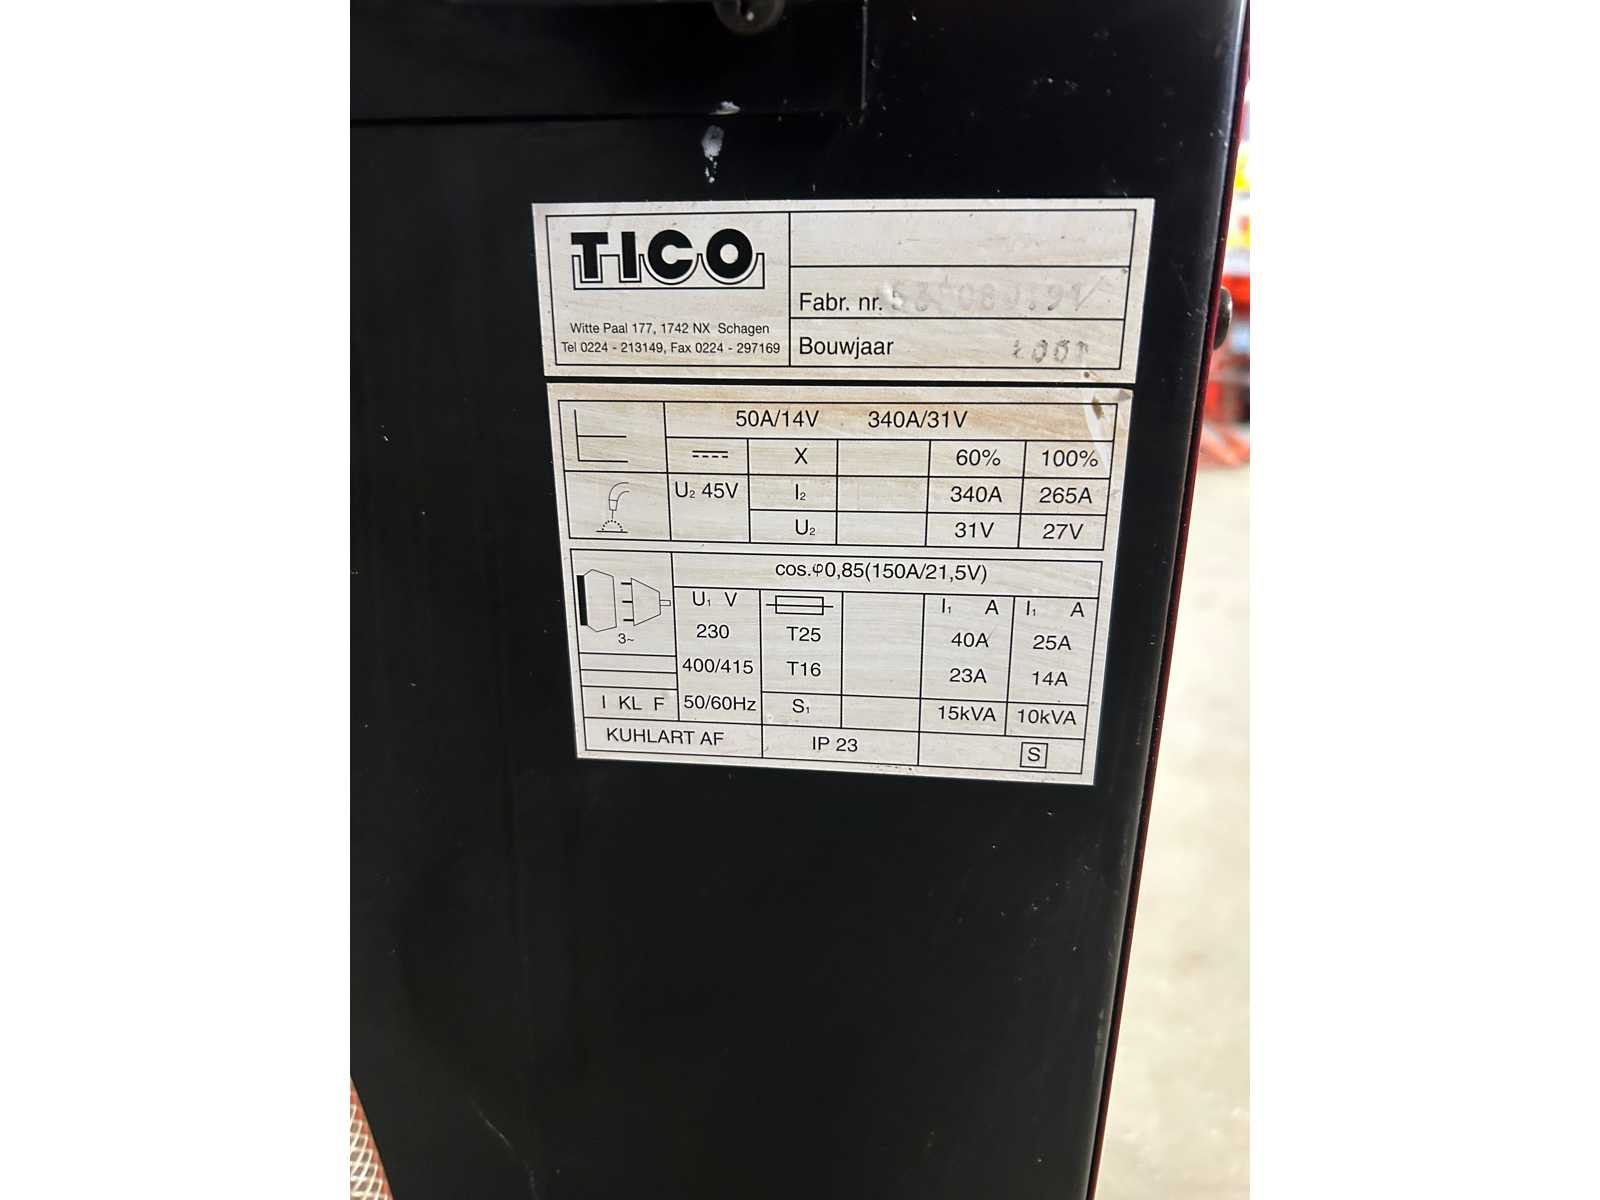 TICO
Witte Paal 177, 1742 NX Schagen
Tel 0224 - 213149, Fax 0224 - 297169
Fabr. nr.
Bouwjaar
50A/14V 340A/31V
X 60% 100%
U2 45V I2 340A 265A
U2 31V 27V
cos.φ0,85(150A/21,5V)
U1 V I1 A I1 A
3~ 230 T25 40A 25A
400/415 T16 23A 14A
I KL F 50/60Hz S1 15kVA 10kVA
KUHLART AF IP 23 S